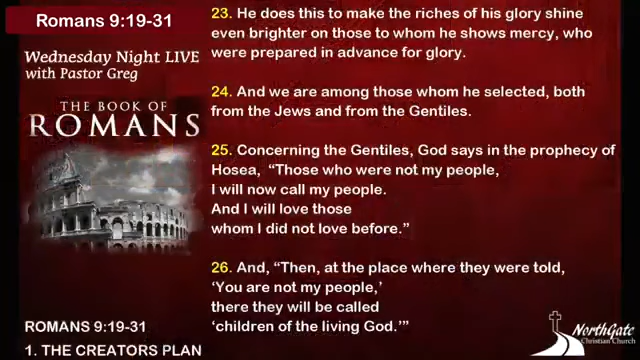 Romans 9:19-31
Wednesday Night LIVE
with Pastor Greg
THE BOOK OF
ROMANS
ROMANS 9:19-31
1. THE CREATORS PLAN
23. He does this to make the riches of his glory shine
even brighter on those to whom he shows mercy, who
were prepared in advance for glory.
24. And we are among those whom he selected, both
from the Jews and from the Gentiles.
25. Concerning the Gentiles, God says in the prophecy of
Hosea, “Those who were not my people,
I will now call my people.
And I will love those
whom I did not love before.”
26. And, “Then, at the place where they were told,
‘You are not my people,’
there they will be called
‘children of the living God.’”
NorthGate
Christian Church